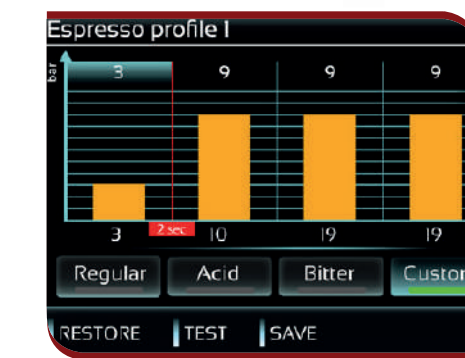 Espresso profile 1
bar
3 9 9 9
3 2 sec 10 19 19
Regular Acid Bitter Custom
RESTORE TEST SAVE